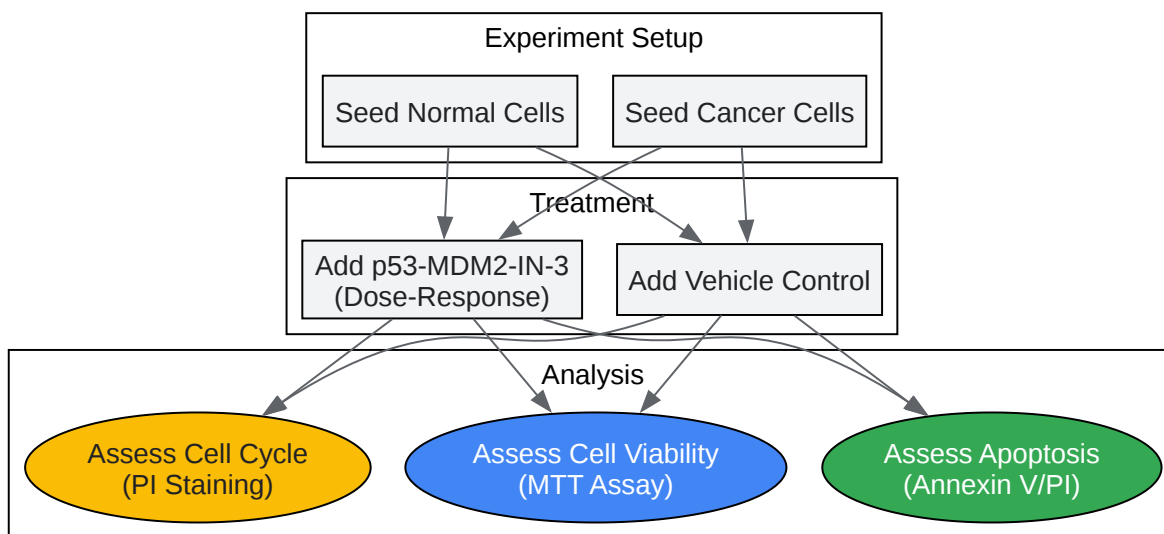 Experiment Setup
Seed Normal Cells
Seed Cancer Cells
Treatment
Add p53-MDM2-IN-3
(Dose-Response)
Add Vehicle Control
Analysis
Assess Cell Cycle
(PI Staining)
Assess Cell Viability
(MTT Assay)
Assess Apoptosis
(Annexin V/PI)